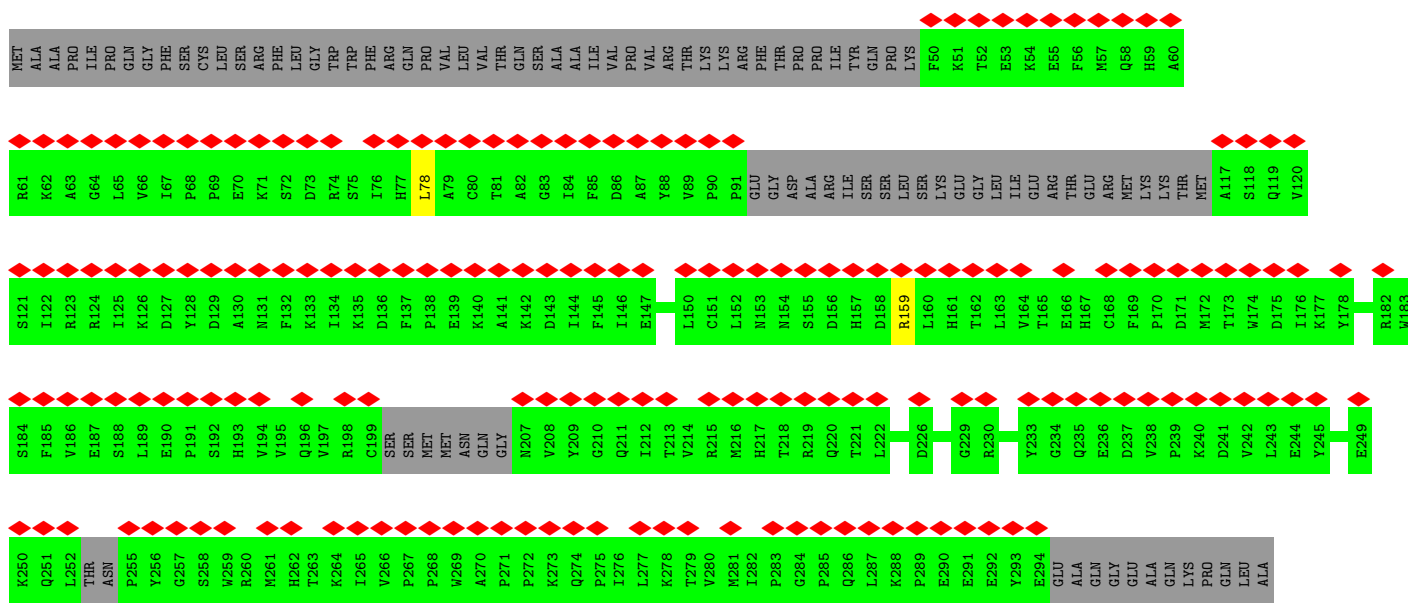 MET ALA ALA PRO ILE PRO GLN GLY PHE SER CYS LEU SER ARG PHE LEU GLY TRP TRP PHE ARG GLN PRO VAL LEU VAL THR GLN SER ALA ALA ILE VAL PRO VAL ARG THR LYS LYS ARG PHE THR PRO PRO ILE TYR GLN PRO LYS F50 K51 T52 E53 K54 E55 F56 M57 Q58 H59 A60
R61 K62 A63 G64 L65 V66 I67 P68 P69 E70 K71 S72 D73 R74 S75 I76 H77 L78 A79 C80 T81 A82 G83 I84 F85 D86 A87 Y88 V89 P90 P91 GLU GLY ASP ALA ARG ILE SER SER LEU SER LYS GLU GLY LEU ILE GLU ARG THR GLU ARG MET LYS LYS THR MET A117 S118 Q119 V120
S121 I122 R123 R124 I125 K126 D127 Y128 D129 A130 N131 F132 K133 I134 K135 D136 F137 P138 E139 K140 A141 K142 D143 I144 F145 I146 E147 L150 C151 L152 N153 N154 S155 D156 H157 D158 R159 L160 H161 T162 L163 V164 T165 E166 H167 C168 F169 P170 D171 M172 T173 W174 D175 I176 K177 Y178 R182 W183
S184 F185 V186 E187 S188 L189 E190 P191 S192 H193 V194 V195 Q196 V197 R198 C199 SER SER MET MET ASN GLN GLY N207 V208 Y209 G210 Q211 I212 T213 V214 R215 M216 H217 T218 R219 Q220 T221 L222 D226 G229 R230 Y233 G234 Q235 E236 D237 V238 P239 K240 D241 V242 L243 E244 Y245 E249
K250 Q251 L252 THR ASN P255 Y256 G257 S258 W259 R260 M261 H262 T263 K264 I265 V266 P267 P268 W269 A270 P271 P272 K273 Q274 P275 I276 L277 K278 T279 V280 M281 I282 P283 G284 P285 Q286 L287 K288 P289 E290 E291 E292 Y293 E294 GLU ALA GLN GLY GLU ALA GLN LYS PRO GLN LEU ALA